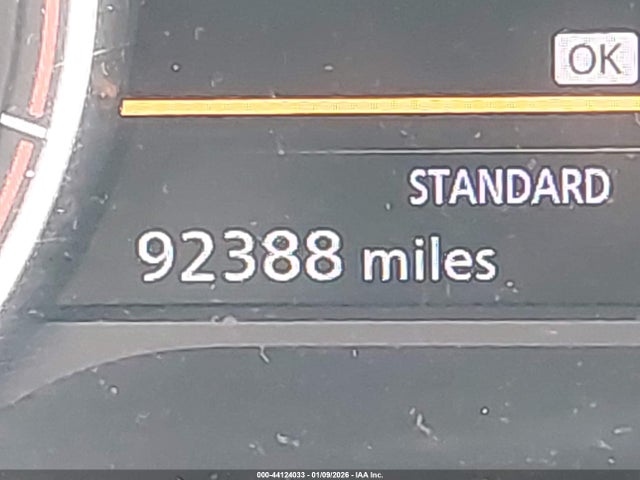 OK
STANDARD
92388 miles
000-44124033 - 01/09/2026 - IAA Inc.